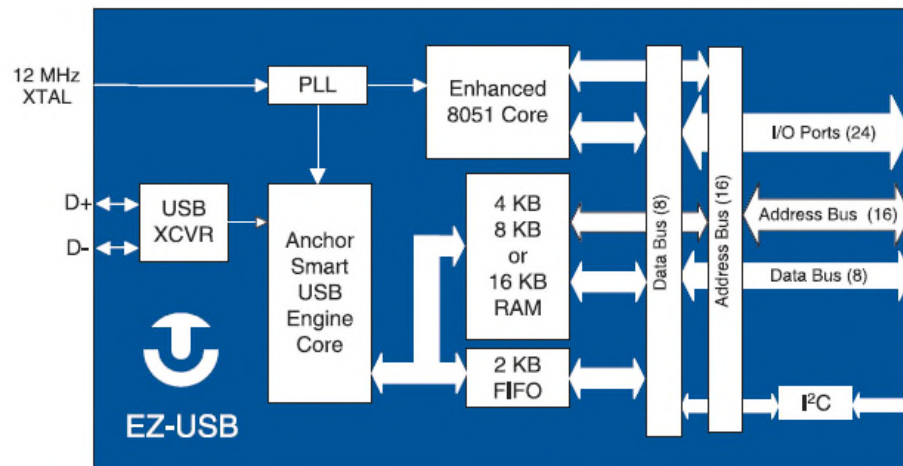 12 MHz
XTAL
PLL
Enhanced
8051 Core
I/O Ports (24)
D+
D-
USB
XCVR
Anchor
Smart
USB
Engine
Core
4 KB
8 KB
or
16 KB
RAM
2 KB
FIFO
Data Bus (8)
Address Bus (16)
Address Bus (16)
Data Bus (8)
I²C
EZ-USB